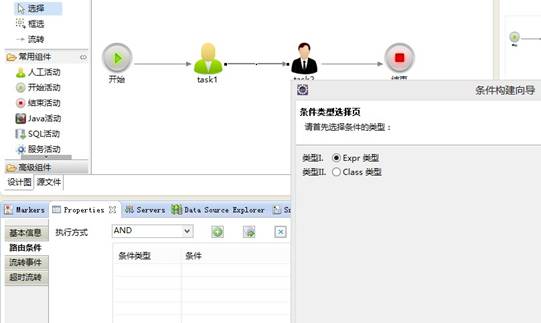 选择
框选
流转
常用组件
人工活动
开始活动
结束活动
Java活动
SQL活动
服务活动
高级组件
设计图 源文件
开始
task1
条件构建向导
条件类型选择页
请首先选择条件的类型：
类型I. Expr 类型
类型II. Class 类型
Markers Properties Servers Data Source Explorer
基本信息
路由条件
流转事件
超时流转
执行方式 AND
条件类型 条件